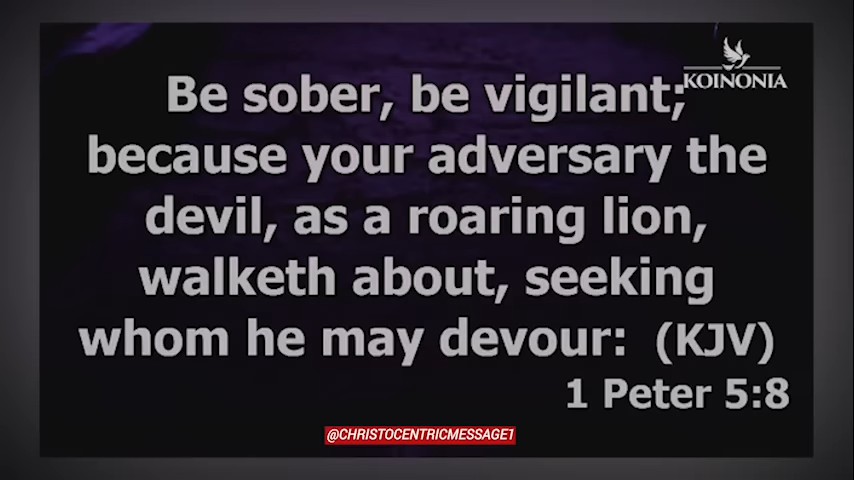 KOINONIA
Be sober, be vigilant;
because your adversary the
devil, as a roaring lion,
walketh about, seeking
whom he may devour: (KJV)
1 Peter 5:8
@CHRISTOCENTRICMESSAGE1